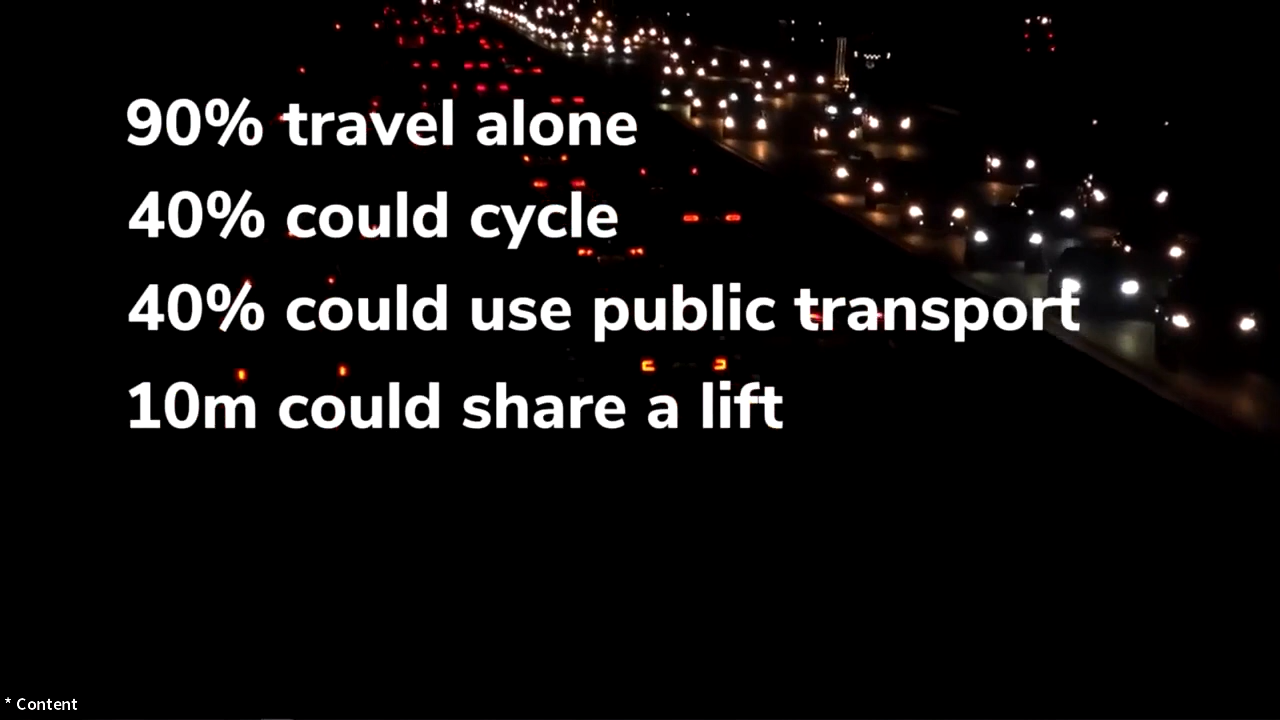 90% travel alone
40% could cycle
40% could use public transport
10m could share a lift
* Content